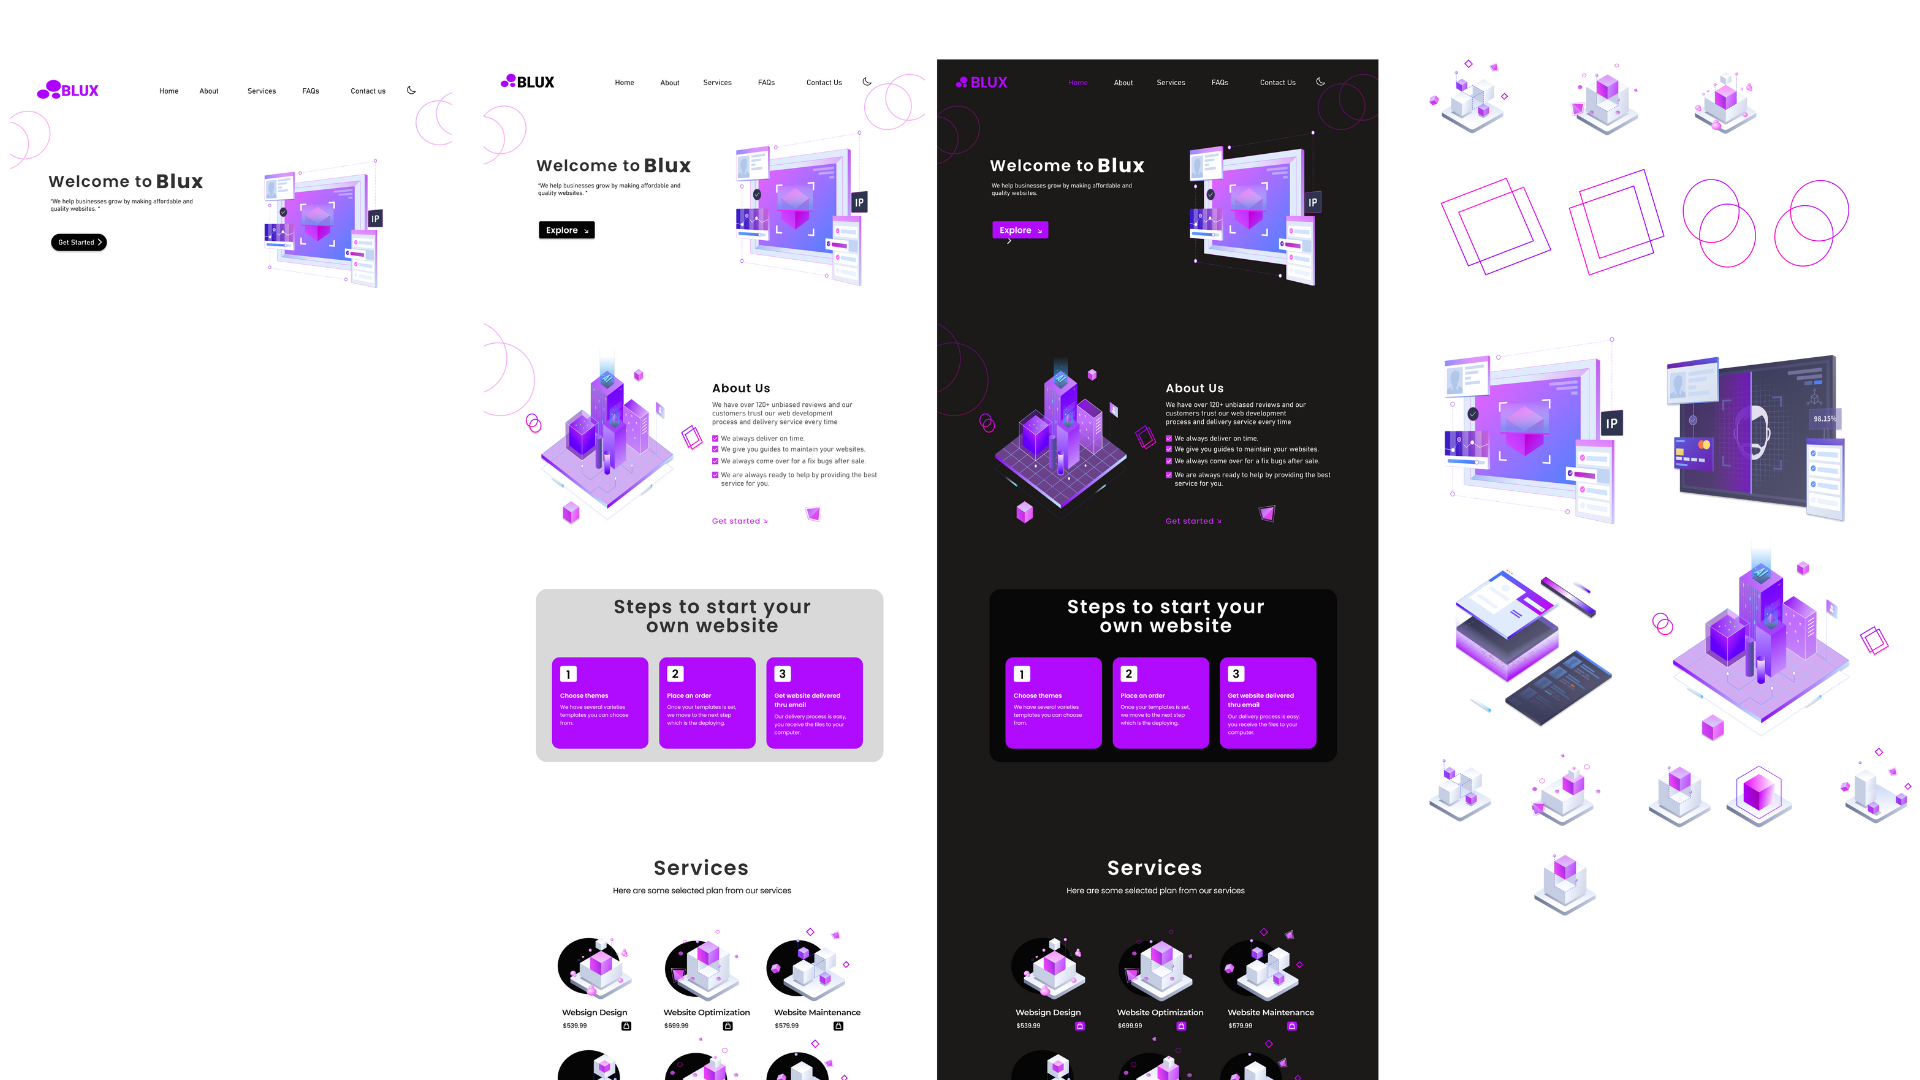 BLUX
Home About Services FAQs Contact us
Welcome to Blux
"We help businesses grow by making affordable and
quality websites. "
Get Started
IP
BLUX
Home About Services FAQs Contact Us
Welcome to Blux
"We help businesses grow by making affordable and
quality websites. "
Explore
IP
AI
About Us
We have over 120+ unbiased reviews and our
customers trust our web development
process and delivery service every time
We always deliver on time.
We give you guides to maintain your websites.
We always come over for a fix bugs after sale.
We are always ready to help by providing the best
service for you.
Get started
Steps to start your
own website
1
Choose themes
We have several varieties
templates you can choose
from.
2
Place an order
Once your templates is set,
we move to the next step
which is the deploying.
3
Get website delivered
thru email
Our delivery process is easy,
you receive the files to your
computer.
Services
Here are some selected plan from our services
Websign Design
$539.99
Website Optimization
$699.99
Website Maintenance
$579.99
BLUX
Home About Services FAQs Contact Us
Welcome to Blux
"We help businesses grow by making affordable and
quality websites.
Explore
IP
AI
About Us
We have over 120+ unbiased reviews and our
customers trust our web development
process and delivery service every time
We always deliver on time.
We give you guides to maintain your websites.
We always come over for a fix bugs after sale.
We are always ready to help by providing the best
service for you.
Get started
Steps to start your
own website
1
Choose themes
We have several varieties
templates you can choose
from.
2
Place an order
Once your templates is set,
we move to the next step
which is the deploying.
3
Get website delivered
thru email
Our delivery process is easy,
you receive the files to your
computer.
Services
Here are some selected plan from our services
Websign Design
$539.99
Website Optimization
$699.99
Website Maintenance
$579.99
IP
98.15%
AI